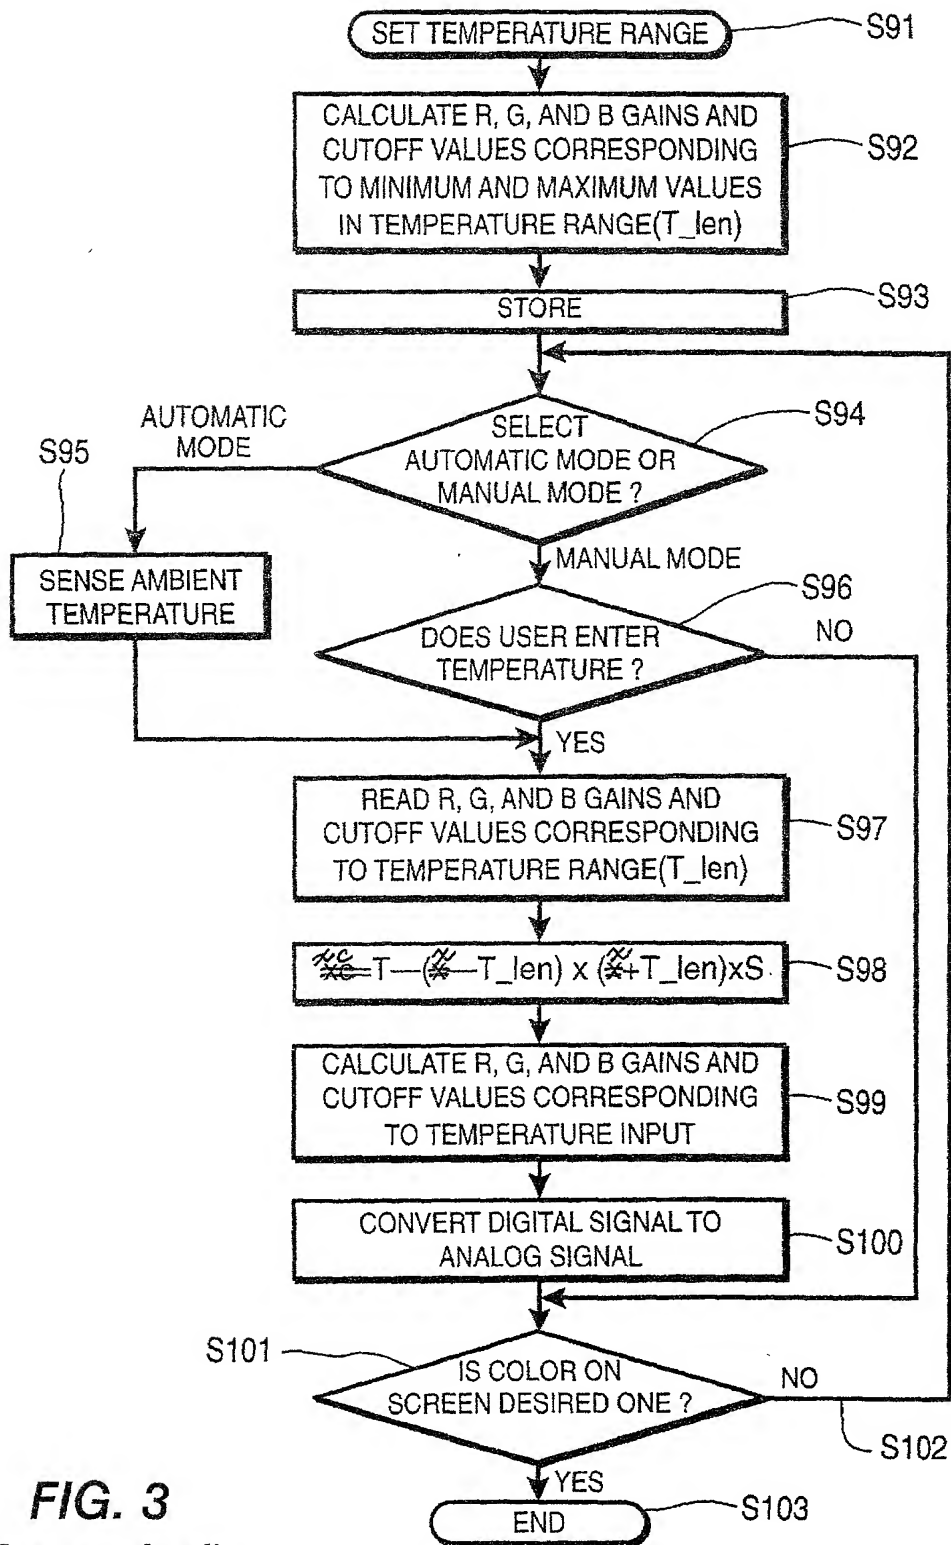 SET TEMPERATURE RANGE
S91
CALCULATE R, G, AND B GAINS AND
CUTOFF VALUES CORRESPONDING
TO MINIMUM AND MAXIMUM VALUES
IN TEMPERATURE RANGE(T_len)
S92
STORE
S93
SELECT
AUTOMATIC MODE OR
MANUAL MODE ?
S94
AUTOMATIC
MODE
S95
SENSE AMBIENT
TEMPERATURE
MANUAL MODE
S96
DOES USER ENTER
TEMPERATURE ?
NO
YES
READ R, G, AND B GAINS AND
CUTOFF VALUES CORRESPONDING
TO TEMPERATURE RANGE(T_len)
S97
=T—( —T_len) x ( +T_len)xS
S98
CALCULATE R, G, AND B GAINS AND
CUTOFF VALUES CORRESPONDING
TO TEMPERATURE INPUT
S99
CONVERT DIGITAL SIGNAL TO
ANALOG SIGNAL
S100
S101
IS COLOR ON
SCREEN DESIRED ONE ?
NO
S102
YES
END
S103
FIG. 3